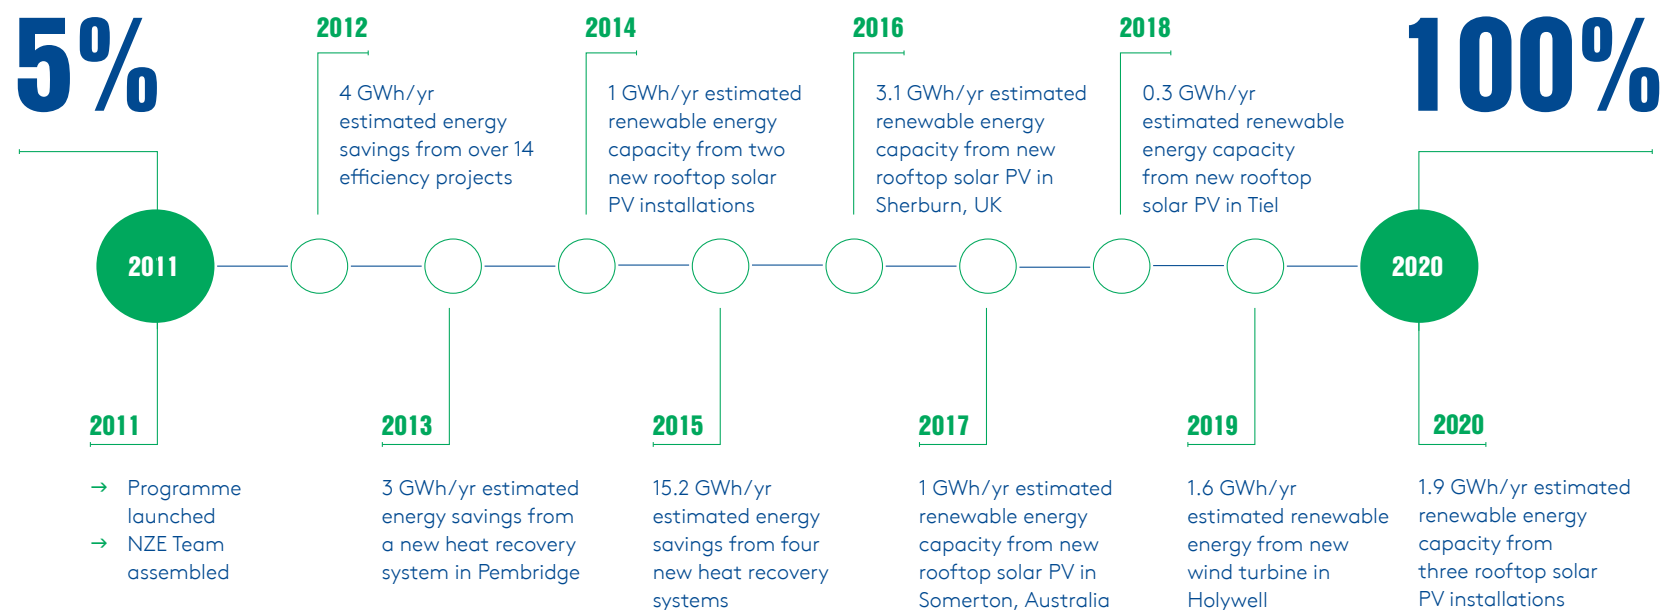 5%
100%
2012
4 GWh/yr
estimated energy
savings from over 14
efficiency projects
2014
1 GWh/yr estimated
renewable energy
capacity from two
new rooftop solar
PV installations
2016
3.1 GWh/yr estimated
renewable energy
capacity from new
rooftop solar PV in
Sherburn, UK
2018
0.3 GWh/yr
estimated renewable
energy capacity
from new rooftop
solar PV in Tiel
2011
2020
2011
→ Programme
launched
→ NZE Team
assembled
2013
3 GWh/yr estimated
energy savings from
a new heat recovery
system in Pembridge
2015
15.2 GWh/yr
estimated energy
savings from four
new heat recovery
systems
2017
1 GWh/yr estimated
renewable energy
capacity from new
rooftop solar PV in
Somerton, Australia
2019
1.6 GWh/yr
estimated renewable
energy from new
wind turbine in
Holywell
2020
1.9 GWh/yr estimated
renewable energy
capacity from
three rooftop solar
PV installations